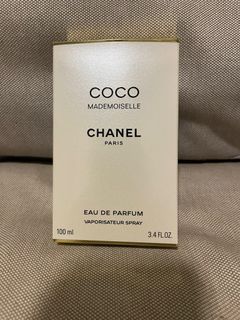 COCO
MADEMOISELLE
CHANEL
PARIS
EAU DE PARFUM
VAPORISATEUR SPRAY
100 ml 3.4 FL.OZ.